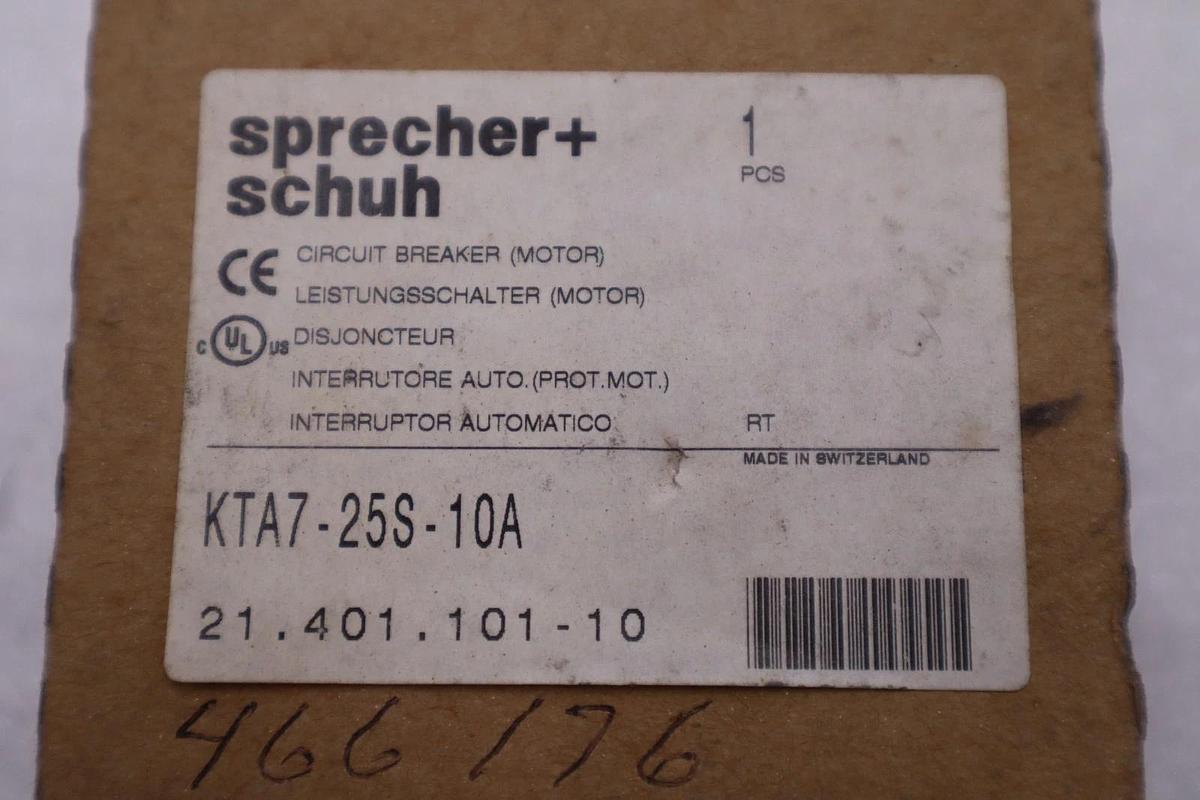 sprecher+
schuh
1
PCS
CE
CIRCUIT BREAKER (MOTOR)
LEISTUNGSSCHALTER (MOTOR)
C UL US
DISJONCTEUR
INTERRUTORE AUTO.(PROT.MOT.)
INTERRUPTOR AUTOMATICO
RT
MADE IN SWITZERLAND
KTA7-25S-10A
21.401.101-10
466176